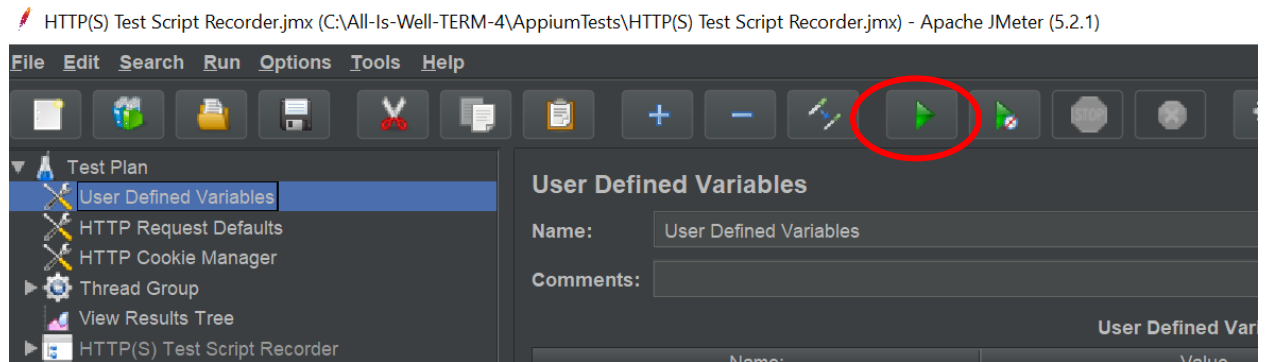 HTTP(S) Test Script Recorder.jmx (C:\All-Is-Well-TERM-4\AppiumTests\HTTP(S) Test Script Recorder.jmx) - Apache JMeter (5.2.1)
File Edit Search Run Options Tools Help
STOP
Test Plan
User Defined Variables
HTTP Request Defaults
HTTP Cookie Manager
Thread Group
View Results Tree
HTTP(S) Test Script Recorder
User Defined Variables
Name: User Defined Variables
Comments:
User Defined Vari
Name: Value